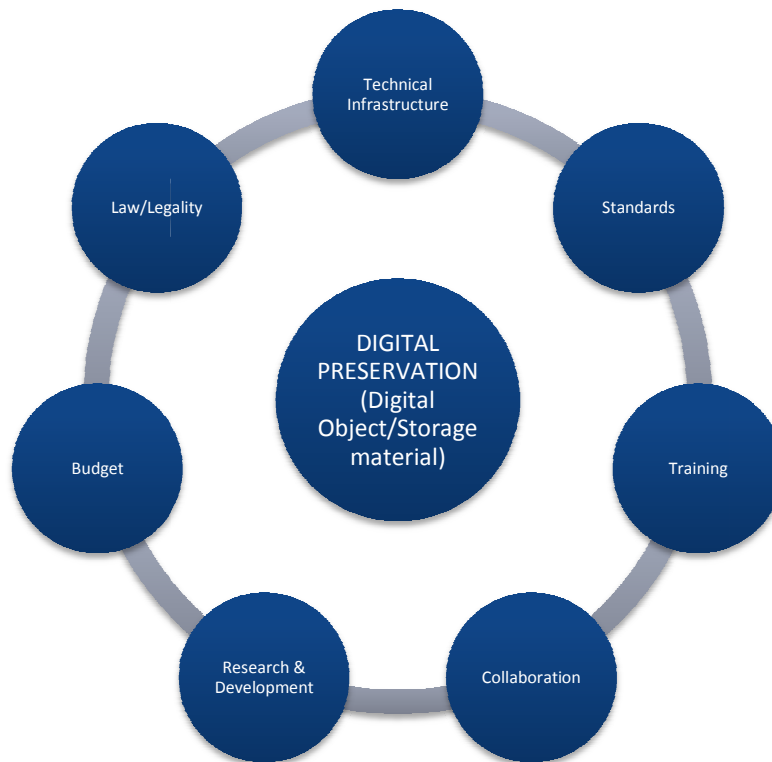 Technical
Infrastructure
Law/Legality
Standards
DIGITAL
PRESERVATION
(Digital
Object/Storage
material)
Budget
Training
Research &
Development
Collaboration